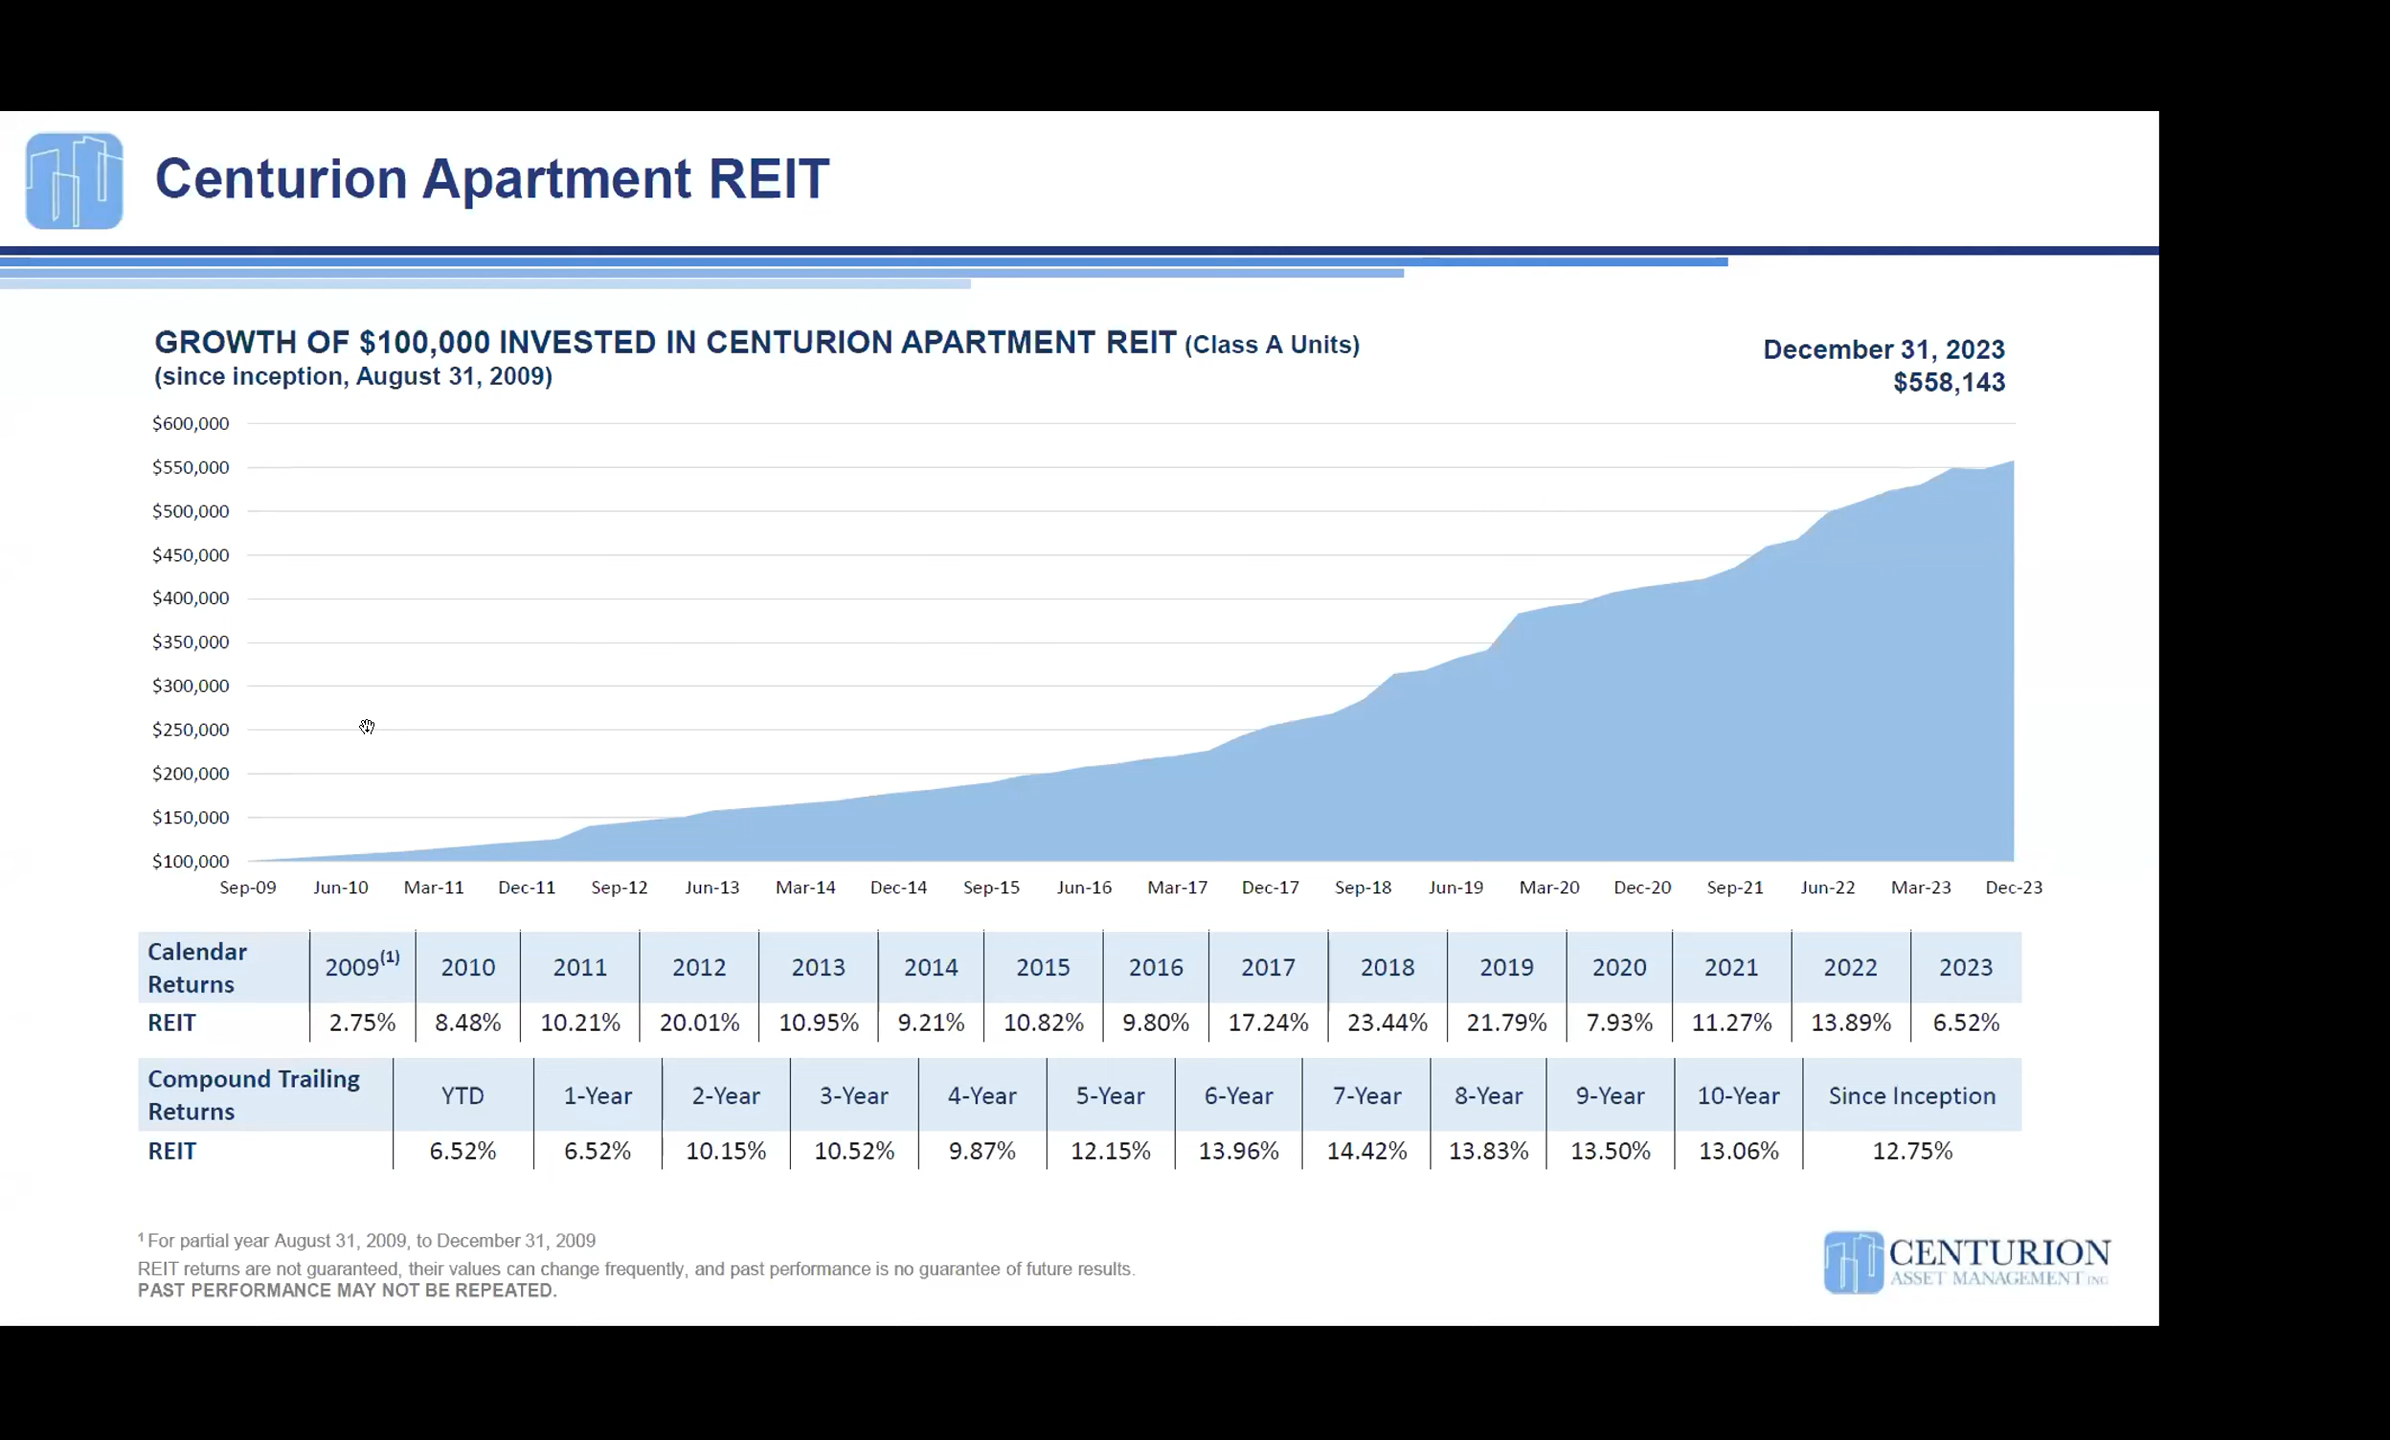 Centurion Apartment REIT
GROWTH OF $100,000 INVESTED IN CENTURION APARTMENT REIT (Class A Units)
(since inception, August 31, 2009)
December 31, 2023
$558,143
$600,000
$550,000
$500,000
$450,000
$400,000
$350,000
$300,000
$250,000
$200,000
$150,000
$100,000
Sep-09 Jun-10 Mar-11 Dec-11 Sep-12 Jun-13 Mar-14 Dec-14 Sep-15 Jun-16 Mar-17 Dec-17 Sep-18 Jun-19 Mar-20 Dec-20 Sep-21 Jun-22 Mar-23 Dec-23
Calendar
Returns
2009(1) 2010 2011 2012 2013 2014 2015 2016 2017 2018 2019 2020 2021 2022 2023
REIT 2.75% 8.48% 10.21% 20.01% 10.95% 9.21% 10.82% 9.80% 17.24% 23.44% 21.79% 7.93% 11.27% 13.89% 6.52%
Compound Trailing
Returns
YTD 1-Year 2-Year 3-Year 4-Year 5-Year 6-Year 7-Year 8-Year 9-Year 10-Year Since Inception
REIT 6.52% 6.52% 10.15% 10.52% 9.87% 12.15% 13.96% 14.42% 13.83% 13.50% 13.06% 12.75%
1 For partial year August 31, 2009, to December 31, 2009
REIT returns are not guaranteed, their values can change frequently, and past performance is no guarantee of future results.
PAST PERFORMANCE MAY NOT BE REPEATED.
CENTURION
ASSET MANAGEMENT INC